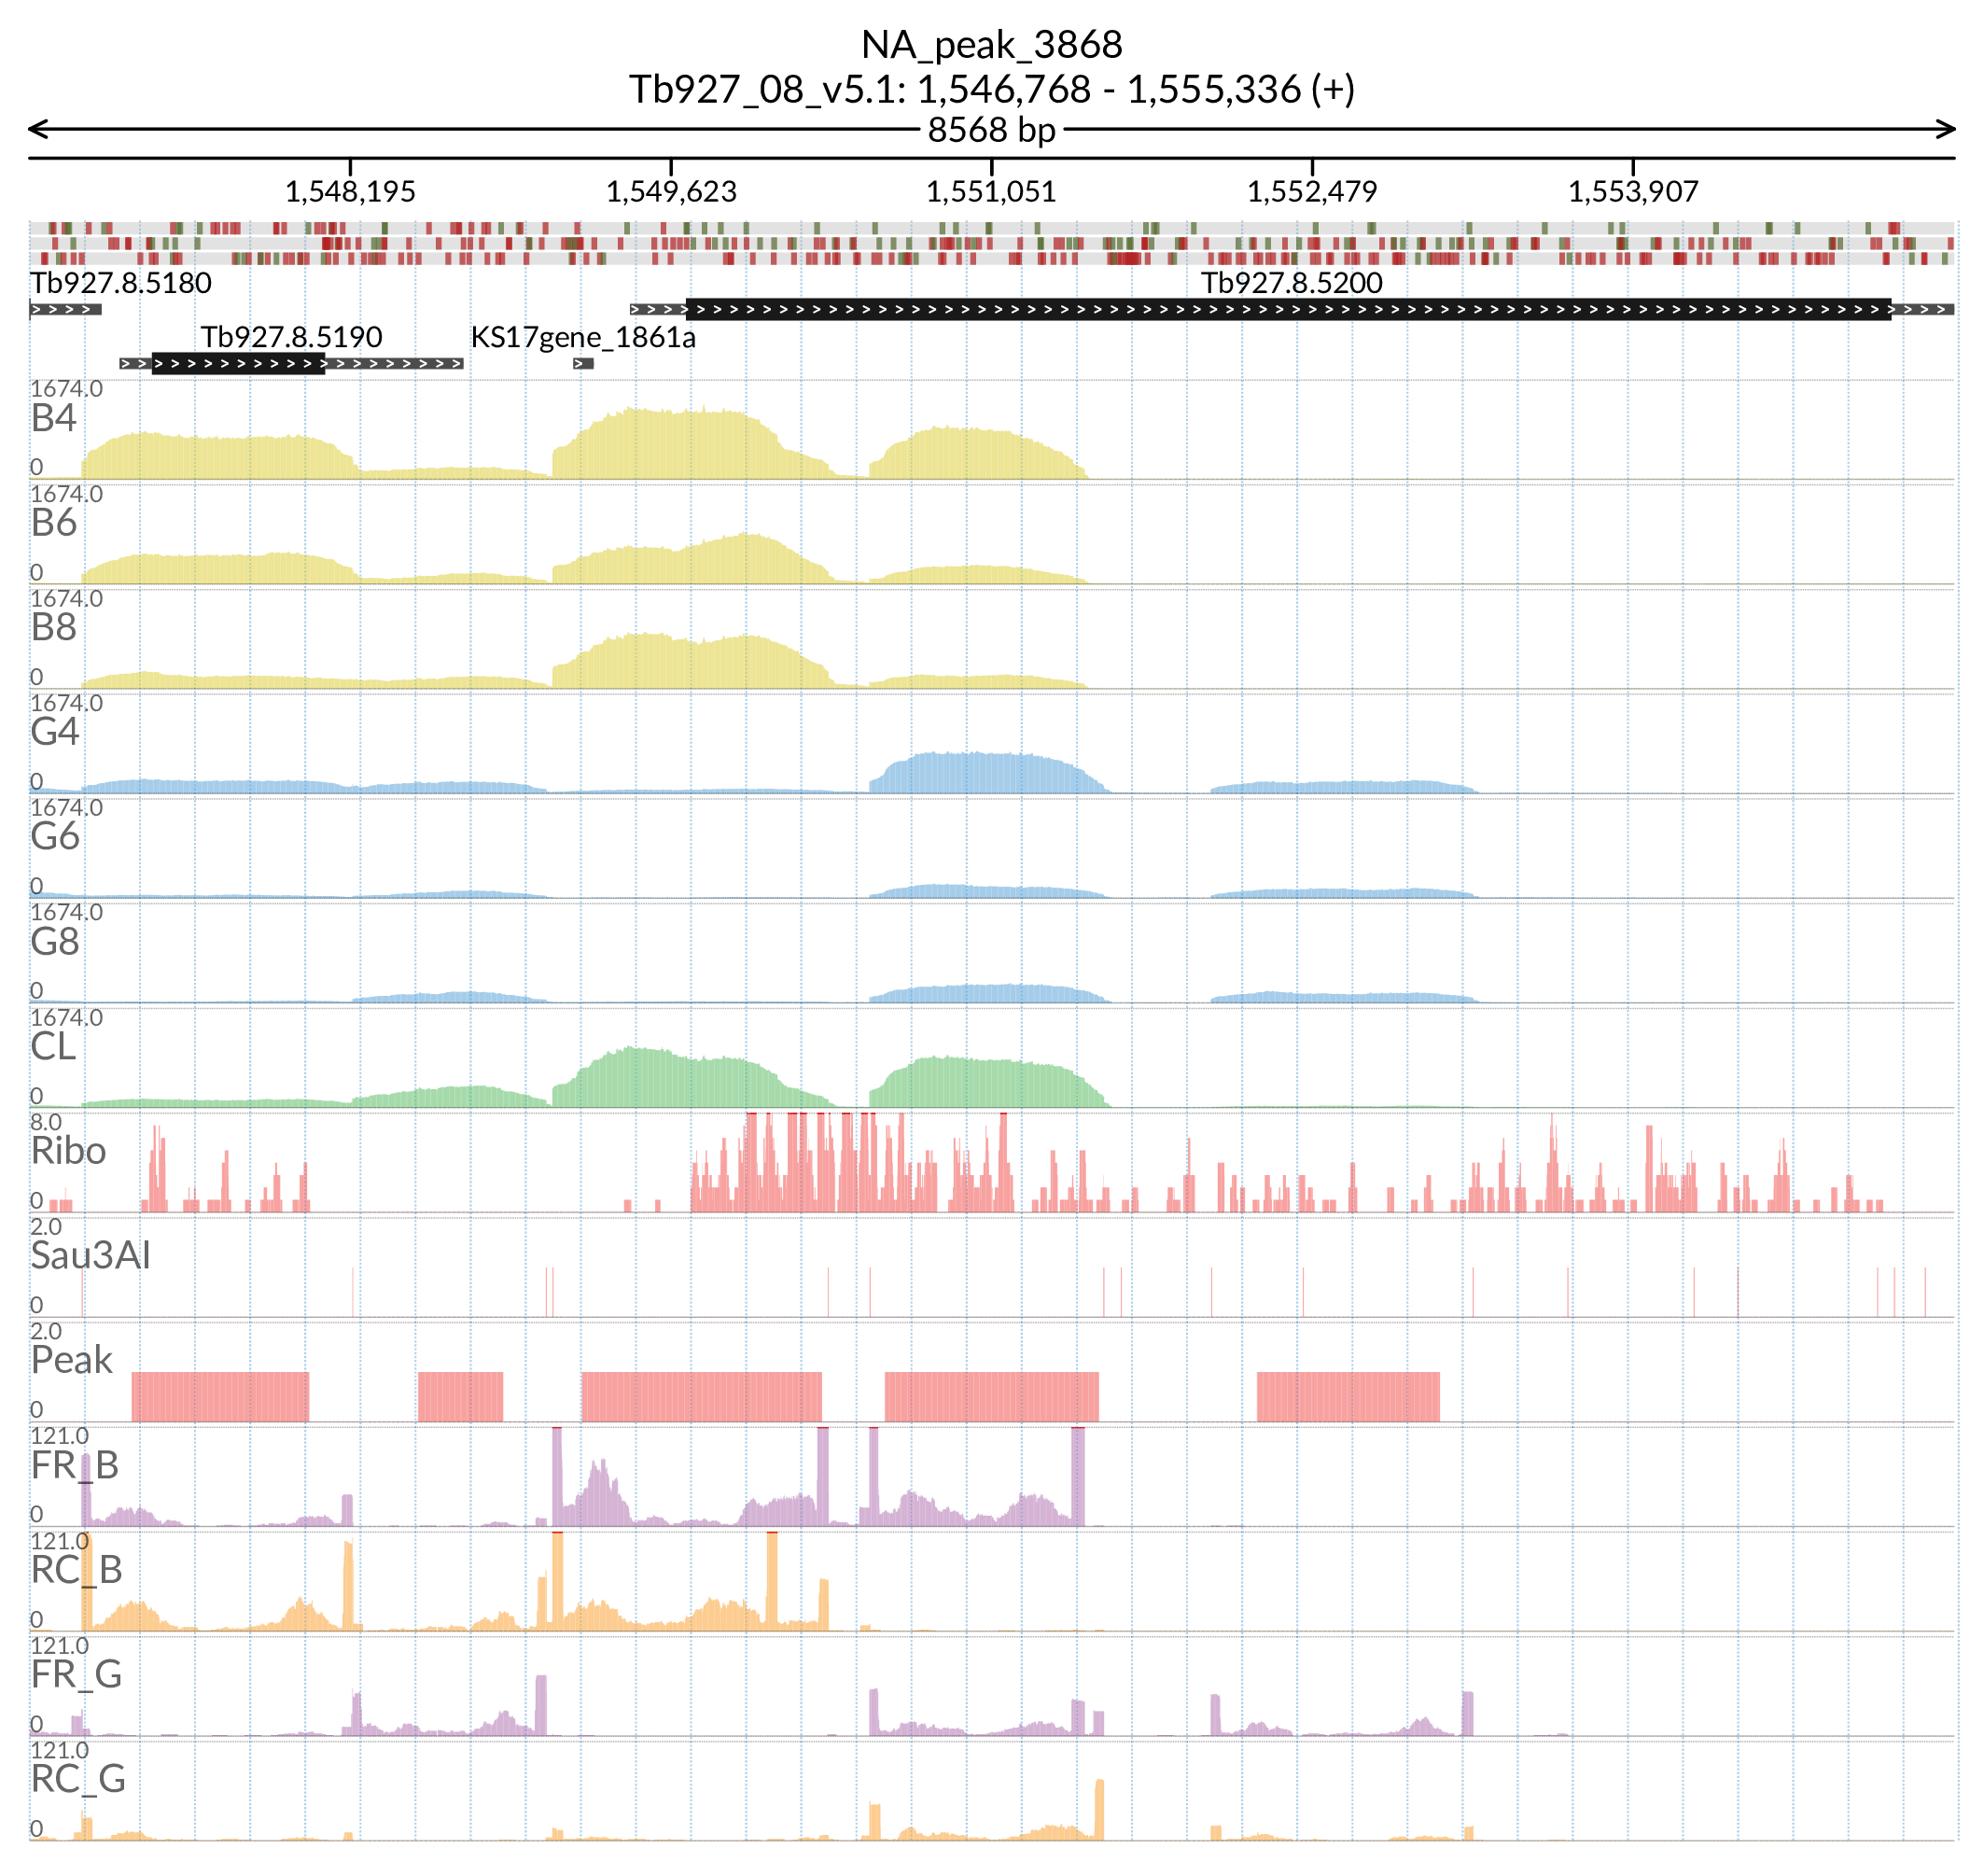 NA_peak_3868
Tb927_08_v5.1: 1,546,768 - 1,555,336 (+)
8568 bp
1,548,195 1,549,623 1,551,051 1,552,479 1,553,907
Tb927.8.5180 Tb927.8.5200
Tb927.8.5190 KS17gene_1861a
1674.0
B4
0
1674.0
B6
0
1674.0
B8
0
1674.0
G4
0
1674.0
G6
0
1674.0
G8
0
1674.0
CL
0
8.0
Ribo
0
2.0
Sau3AI
0
2.0
Peak
0
121.0
FR_B
0
121.0
RC_B
0
121.0
FR_G
0
121.0
RC_G
0